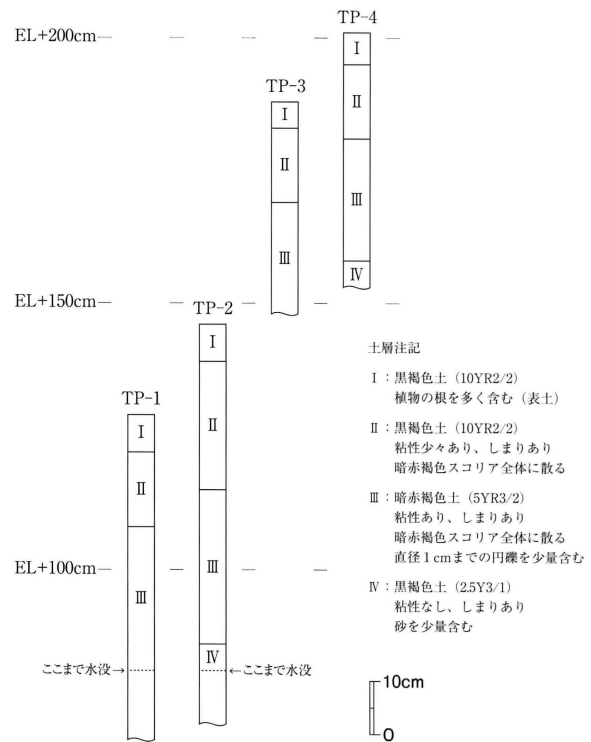 TP-4
EL+200cm
Ⅰ
TP-3
Ⅱ
Ⅰ
Ⅱ
Ⅲ
Ⅲ
Ⅳ
EL+150cm
TP-2
Ⅰ
土層注記
Ⅰ：黒褐色土（10YR2/2）
植物の根を多く含む（表土）
TP-1
Ⅰ
Ⅱ
Ⅱ：黒褐色土（10YR2/2）
粘性少々あり、しまりあり
暗赤褐色スコリア全体に散る
Ⅱ
Ⅲ：暗赤褐色土（5YR3/2）
粘性あり、しまりあり
暗赤褐色スコリア全体に散る
直径1cmまでの円礫を少量含む
EL+100cm
Ⅲ
Ⅲ
Ⅳ：黒褐色土（2.5Y3/1）
粘性なし、しまりあり
砂を少量含む
Ⅳ
ここまで水没→
←ここまで水没
10cm
0